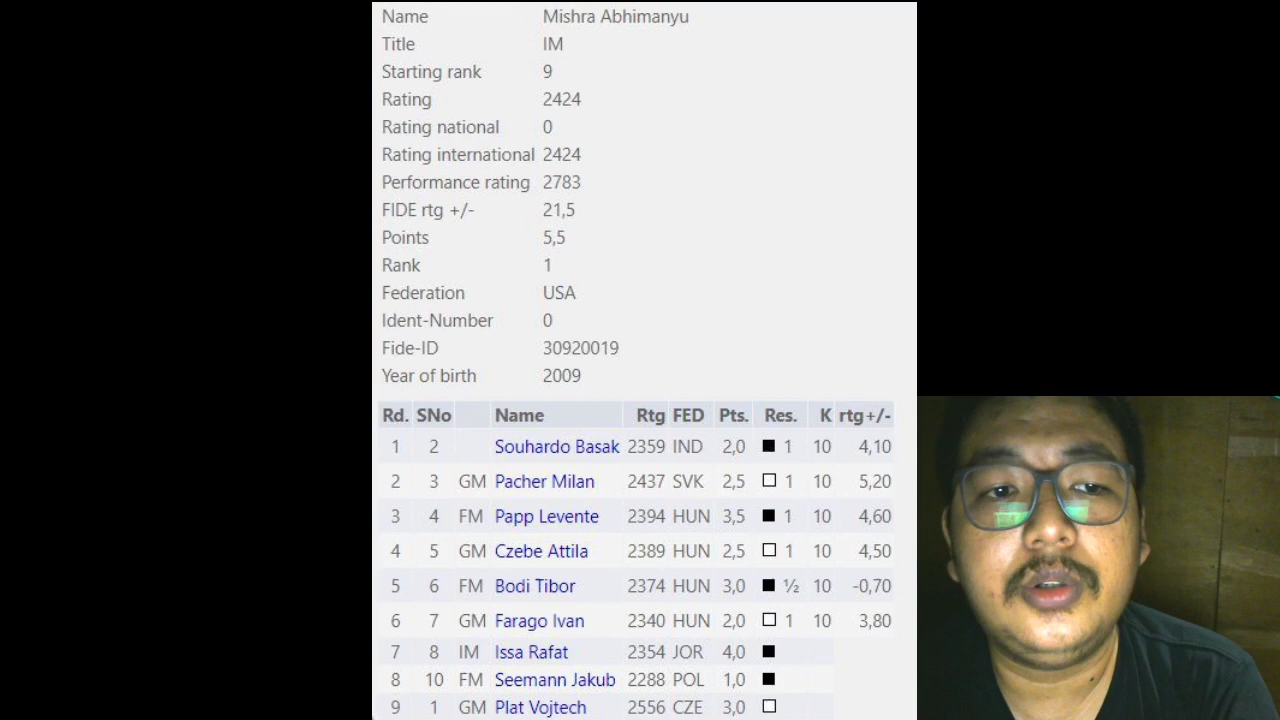 Name Mishra Abhimanyu
Title IM
Starting rank 9
Rating 2424
Rating national 0
Rating international 2424
Performance rating 2783
FIDE rtg +/- 21,5
Points 5,5
Rank 1
Federation USA
Ident-Number 0
Fide-ID 30920019
Year of birth 2009
Rd. SNo Name Rtg FED Pts. Res. K rtg+/-
1 2 Souhardo Basak 2359 IND 2,0 1 10 4,10
2 3 GM Pacher Milan 2437 SVK 2,5 1 10 5,20
3 4 FM Papp Levente 2394 HUN 3,5 1 10 4,60
4 5 GM Czebe Attila 2389 HUN 2,5 1 10 4,50
5 6 FM Bodi Tibor 2374 HUN 3,0 ½ 10 -0,70
6 7 GM Farago Ivan 2340 HUN 2,0 1 10 3,80
7 8 IM Issa Rafat 2354 JOR 4,0
8 10 FM Seemann Jakub 2288 POL 1,0
9 1 GM Plat Vojtech 2556 CZE 3,0